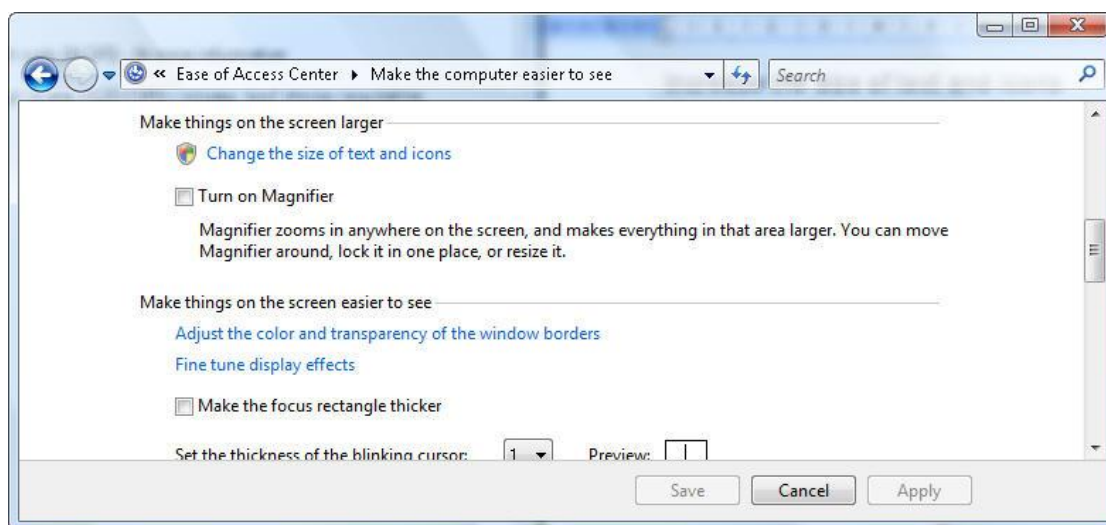 « Ease of Access Center ▸ Make the computer easier to see
Search
Make things on the screen larger
Change the size of text and icons
Turn on Magnifier
Magnifier zooms in anywhere on the screen, and makes everything in that area larger. You can move
Magnifier around, lock it in one place, or resize it.
Make things on the screen easier to see
Adjust the color and transparency of the window borders
Fine tune display effects
Make the focus rectangle thicker
Set the thickness of the blinking cursor: 1 Preview:
Save Cancel Apply